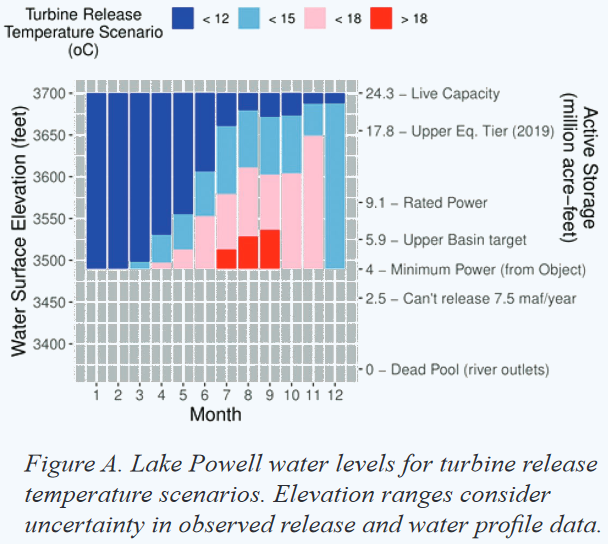 Turbine Release
Temperature Scenario
(oC)
< 12
< 15
< 18
> 18
Water Surface Elevation (feet)
3700
3650
3600
3550
3500
3450
3400
24.3 – Live Capacity
17.8 – Upper Eq. Tier (2019)
9.1 – Rated Power
5.9 – Upper Basin target
4 – Minimum Power (from Object)
2.5 – Can't release 7.5 maf/year
0 – Dead Pool (river outlets)
Active Storage
(million acre–feet)
1 2 3 4 5 6 7 8 9 10 11 12
Month
Figure A. Lake Powell water levels for turbine release
temperature scenarios. Elevation ranges consider
uncertainty in observed release and water profile data.